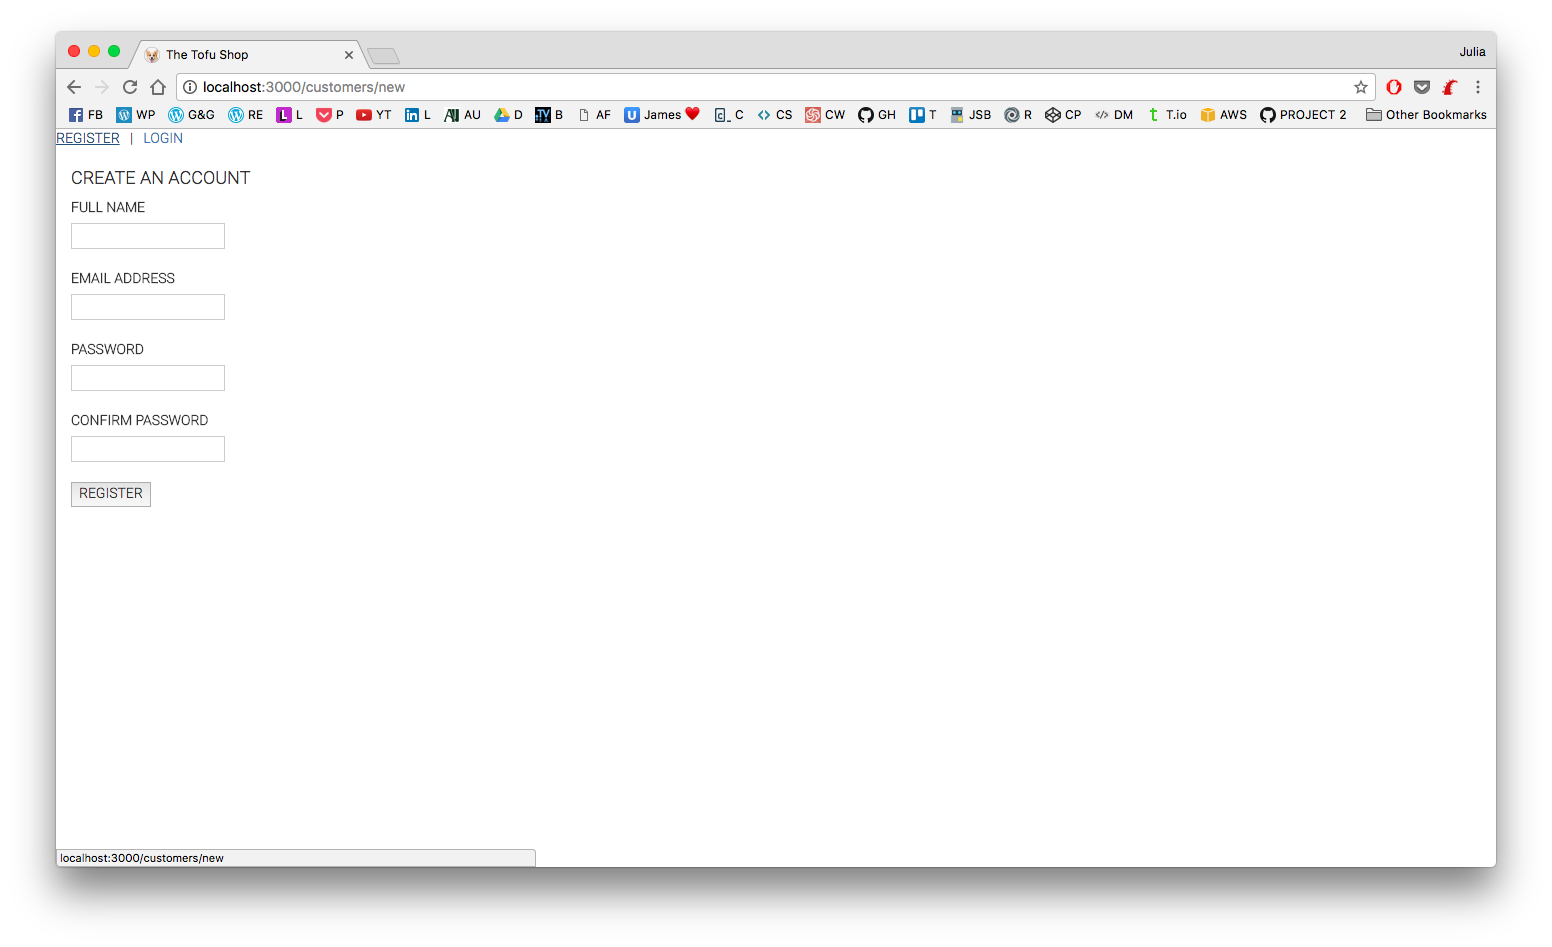 The Tofu Shop
Julia
localhost:3000/customers/new
FB WP G&G RE L P YT L AU D B AF James CS CW GH T JSB R CP DM T.io AWS PROJECT 2 Other Bookmarks
REGISTER | LOGIN
CREATE AN ACCOUNT
FULL NAME
EMAIL ADDRESS
PASSWORD
CONFIRM PASSWORD
REGISTER
localhost:3000/customers/new